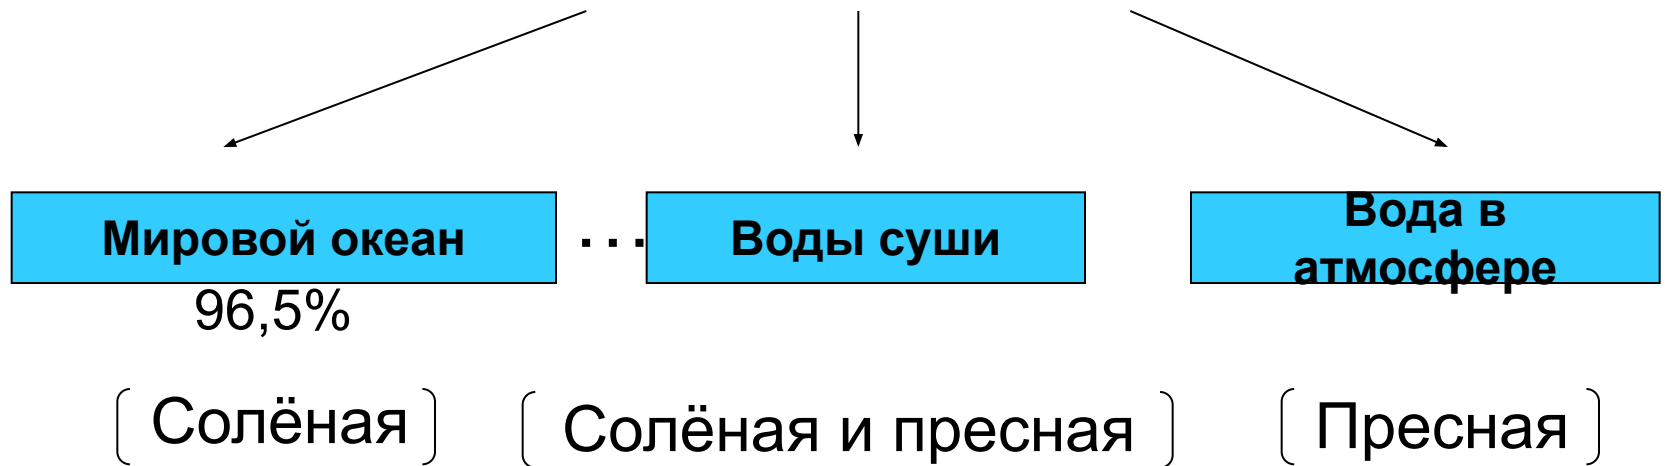 Мировой океан
...
Воды суши
Вода в
атмосфере
96,5%
Солёная
Солёная и пресная
Пресная